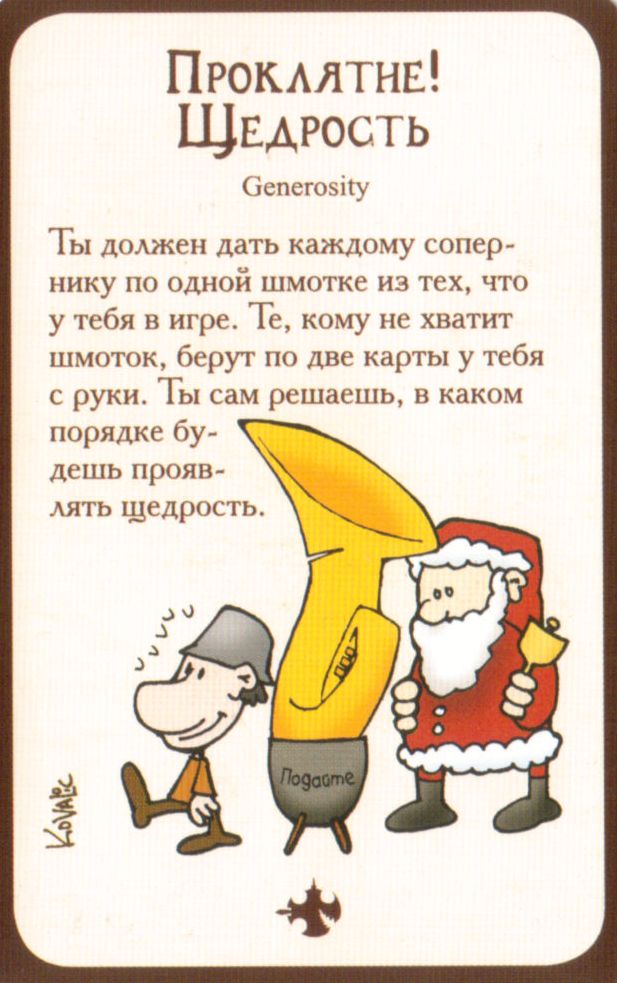 Проклятие!
Щедрость
Generosity
Ты должен дать каждому сопер-
нику по одной шмотке из тех, что
у тебя в игре. Те, кому не хватит
шмоток, берут по две карты у тебя
с руки. Ты сам решаешь, в каком
порядке бу-
дешь прояв-
лять щедрость.
Подайте
Kovalic